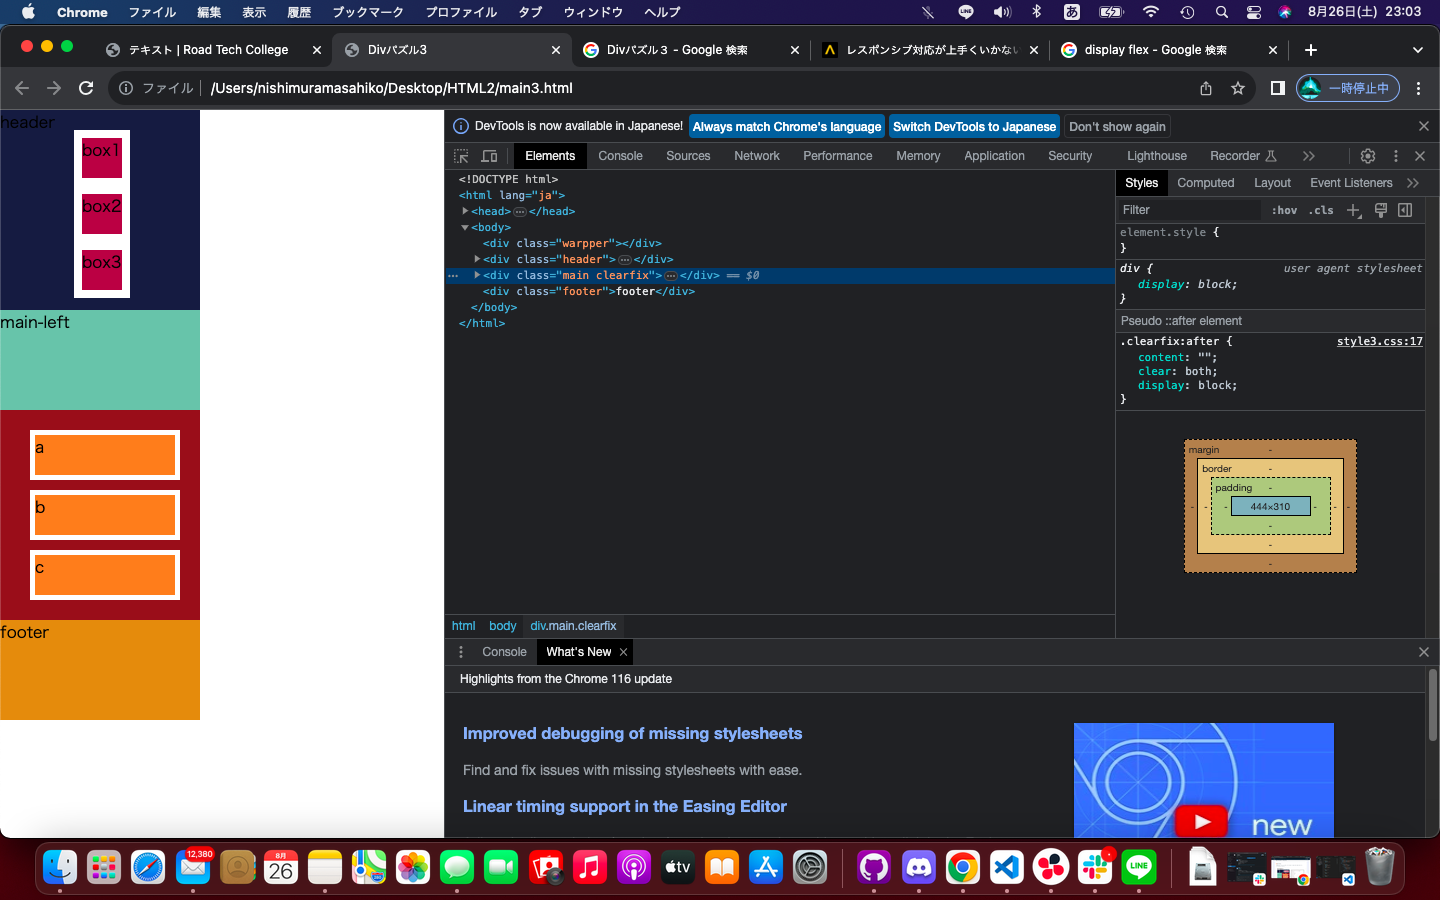 Chrome ファイル 編集 表示 履歴 ブックマーク プロファイル タブ ウィンドウ ヘルプ LINE あ 8月26日(土) 23:03
テキスト | Road Tech College
Divパズル3
Divパズル 3 - Google 検索
レスポンシブ対応が上手くいかない
display flex - Google 検索
ファイル /Users/nishimuramasahiko/Desktop/HTML2/main3.html 一時停止中
header
box1
box2
box3
main-left
a
b
c
footer
DevTools is now available in Japanese! Always match Chrome's language Switch DevTools to Japanese Don't show again
Elements Console Sources Network Performance Memory Application Security Lighthouse Recorder
<!DOCTYPE html>
<html lang="ja">
<head>…</head>
<body>
<div class="warpper"></div>
<div class="header">…</div>
<div class="main clearfix">…</div> == $0
<div class="footer">footer</div>
</body>
</html>
Styles Computed Layout Event Listeners
Filter :hov .cls
element.style {
}
div { user agent stylesheet
display: block;
}
Pseudo ::after element
.clearfix:after { style3.css:17
content: "";
clear: both;
display: block;
}
margin -
border -
padding -
- - - 444×310 - - -
-
-
-
html body div.main.clearfix
Console What's New
Highlights from the Chrome 116 update
Improved debugging of missing stylesheets
Find and fix issues with missing stylesheets with ease.
Linear timing support in the Easing Editor
new
12,380
8月
26
tv
LINE